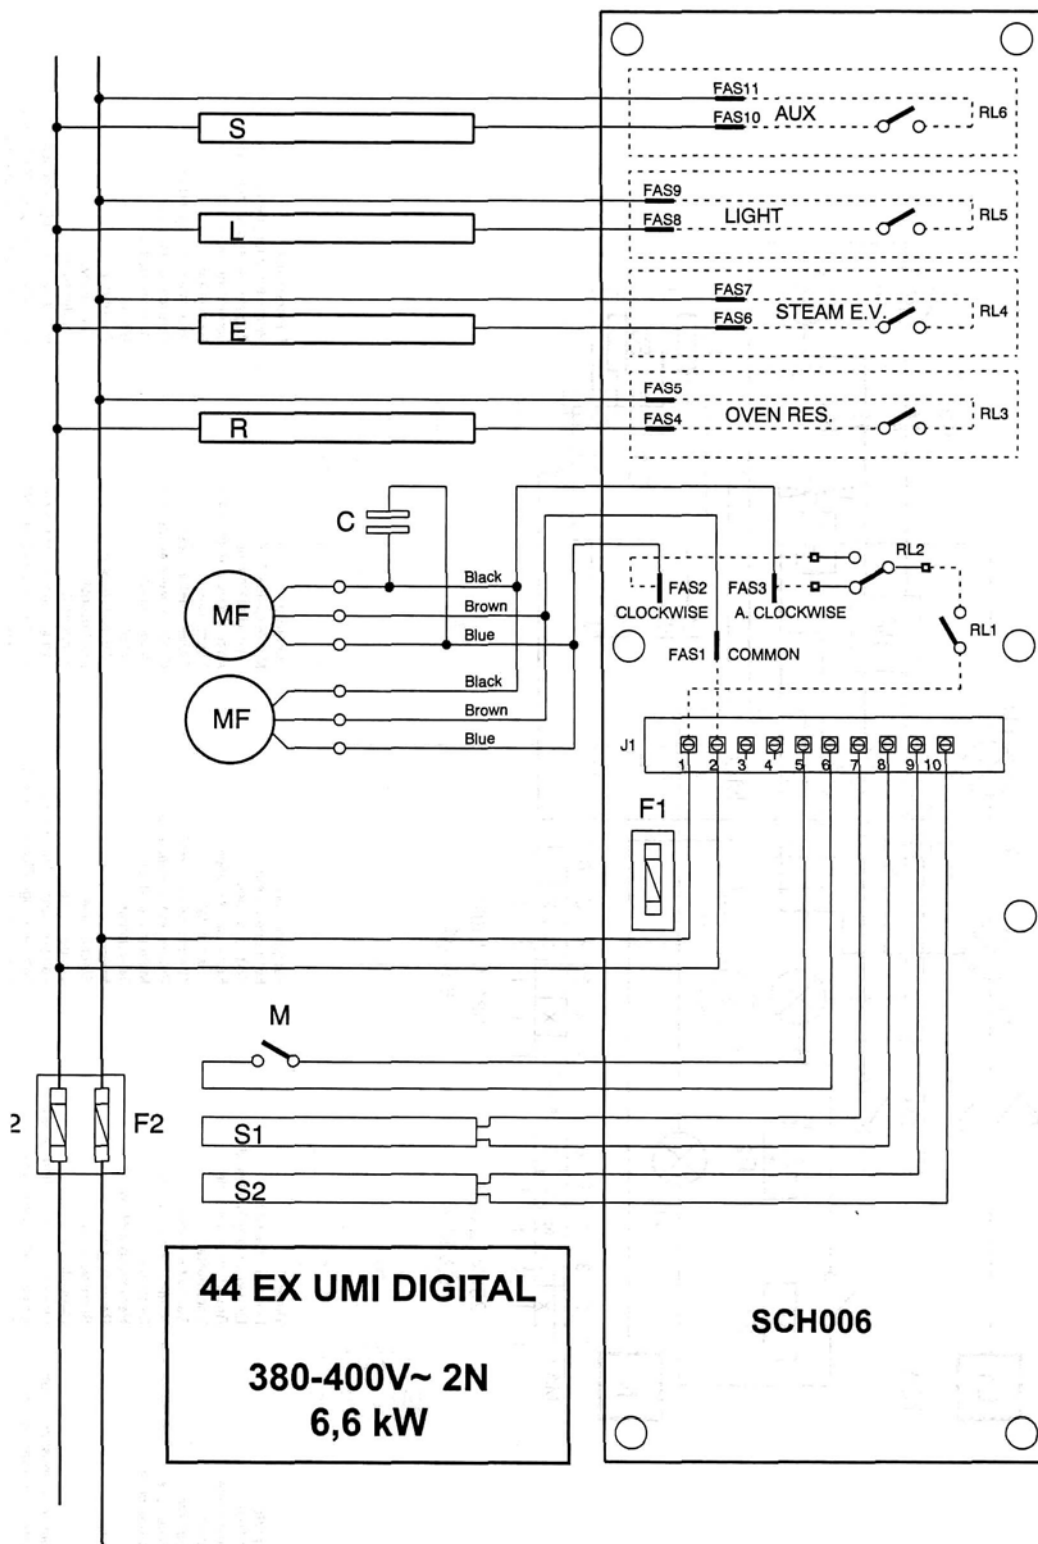 FAS11
AUX
RL6
S
FAS10
FAS9
LIGHT
RL5
L
FAS8
FAS7
STEAM E.V.
RL4
E
FAS6
FAS5
OVEN RES.
RL3
R
FAS4
C
RL2
Black
MF
FAS2
FAS3
Brown
CLOCKWISE
A. CLOCKWISE
Blue
RL1
FAS1
COMMON
Black
MF
Brown
Blue
J1
1 2 3 4 5 6 7 8 9 10
F1
M
2
F2
S1
S2
44 EX UMI DIGITAL
380-400V~ 2N
6,6 kW
SCH006